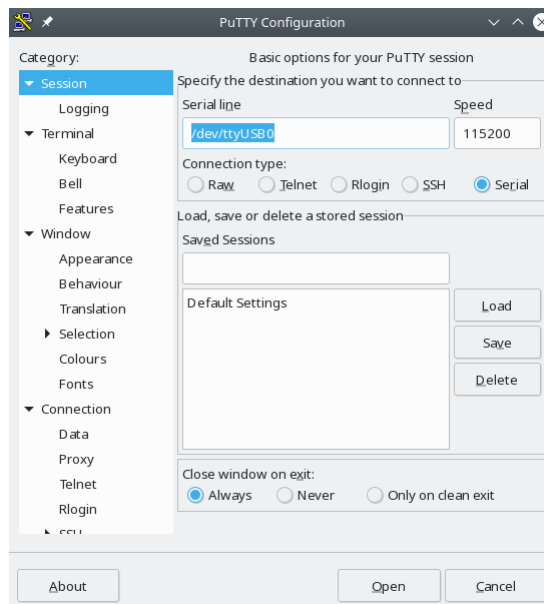 PuTTY Configuration
Category:
Session
Logging
Terminal
Keyboard
Bell
Features
Window
Appearance
Behaviour
Translation
Selection
Colours
Fonts
Connection
Data
Proxy
Telnet
Rlogin
SSH
Basic options for your PuTTY session
Specify the destination you want to connect to
Serial line Speed
/dev/ttyUSB0 115200
Connection type:
Raw Telnet Rlogin SSH Serial
Load, save or delete a stored session
Saved Sessions
Default Settings
Load
Save
Delete
Close window on exit:
Always Never Only on clean exit
About Open Cancel